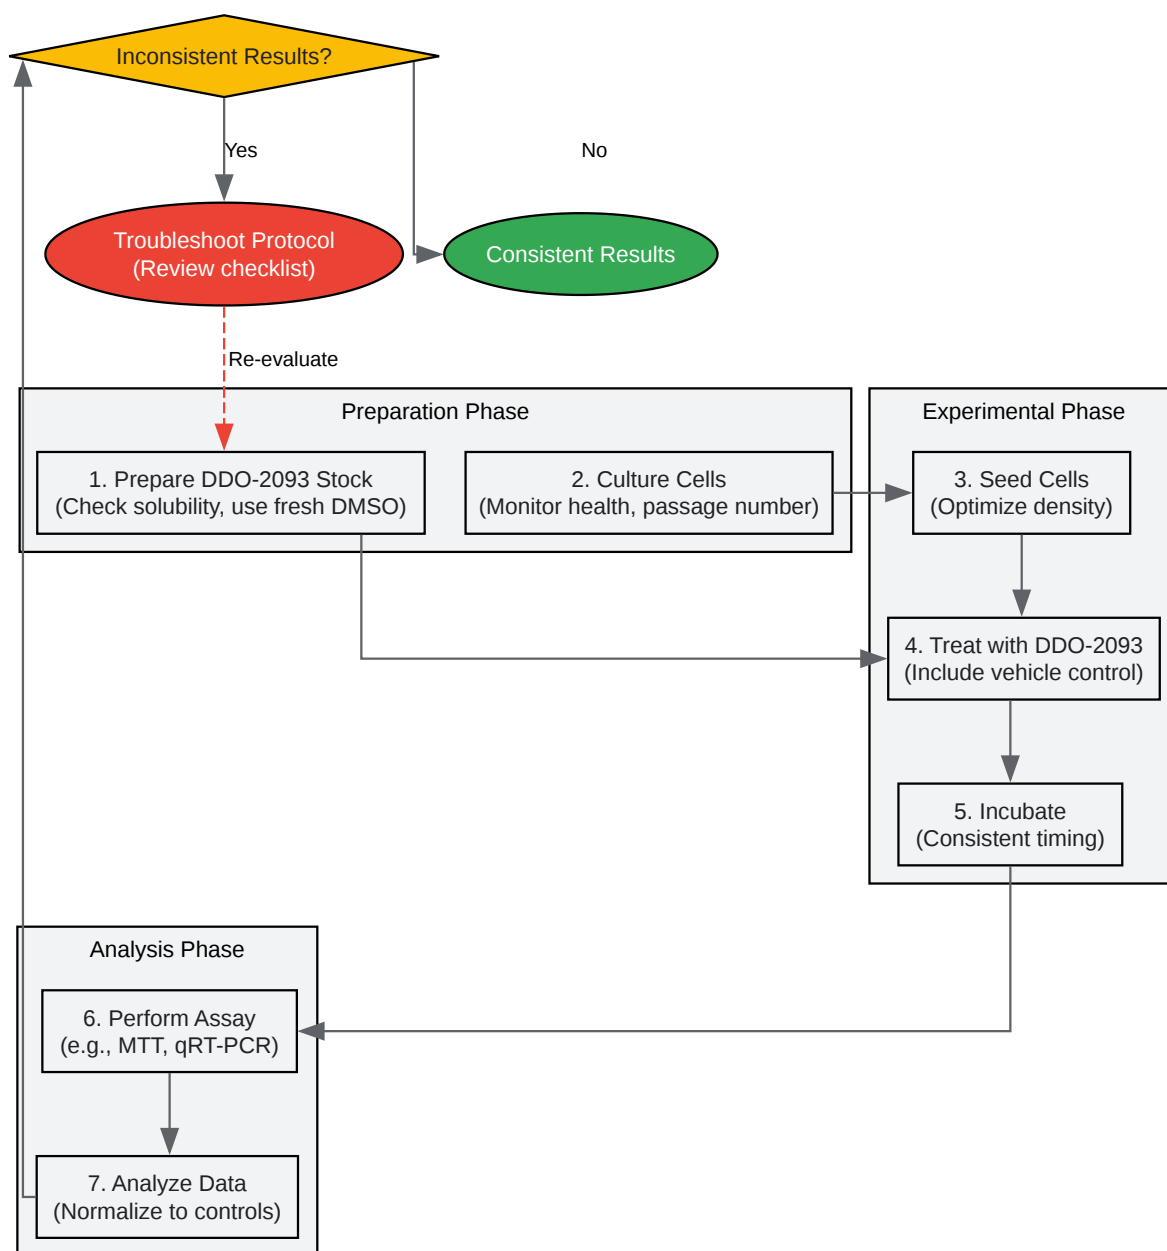 Inconsistent Results?
Yes
No
Troubleshoot Protocol
(Review checklist)
Consistent Results
Re-evaluate
Preparation Phase
1. Prepare DDO-2093 Stock
(Check solubility, use fresh DMSO)
2. Culture Cells
(Monitor health, passage number)
Experimental Phase
3. Seed Cells
(Optimize density)
4. Treat with DDO-2093
(Include vehicle control)
5. Incubate
(Consistent timing)
Analysis Phase
6. Perform Assay
(e.g., MTT, qRT-PCR)
7. Analyze Data
(Normalize to controls)